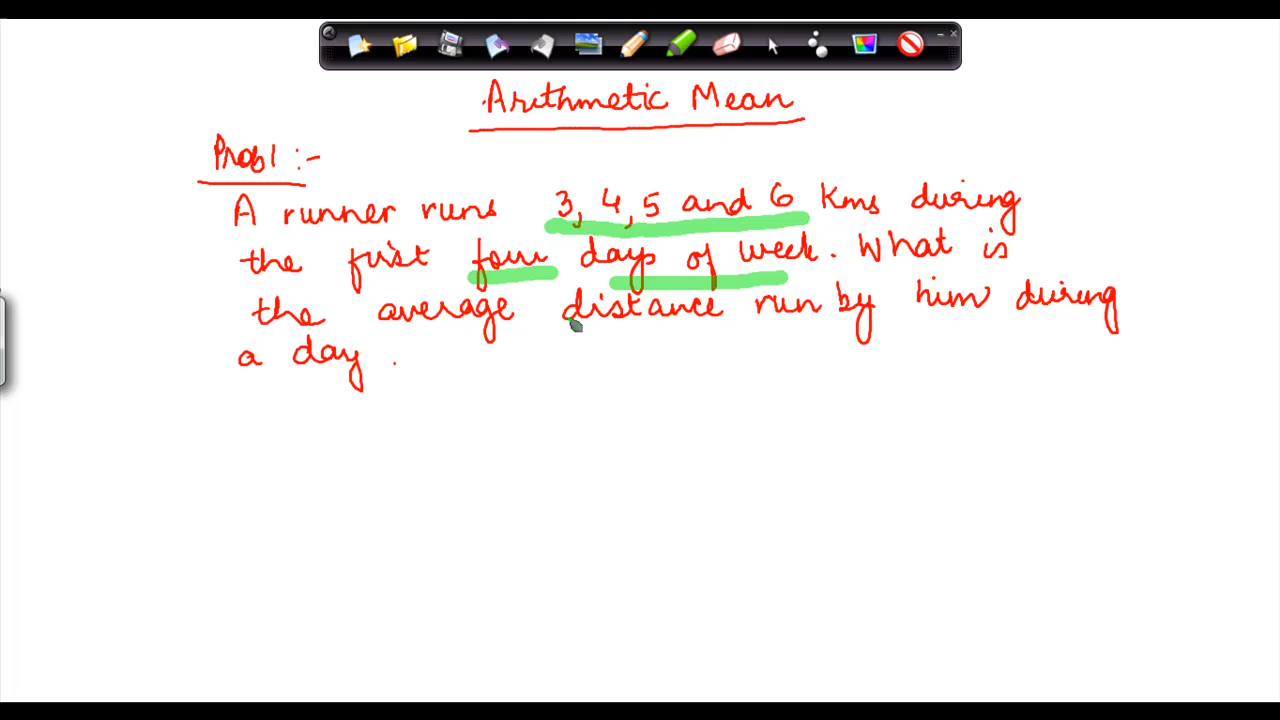 Arithmetic Mean
Prob1 :-
A runner runs 3, 4, 5 and 6 Kms during
the first four days of week. What is
the average distance run by him during
a day .